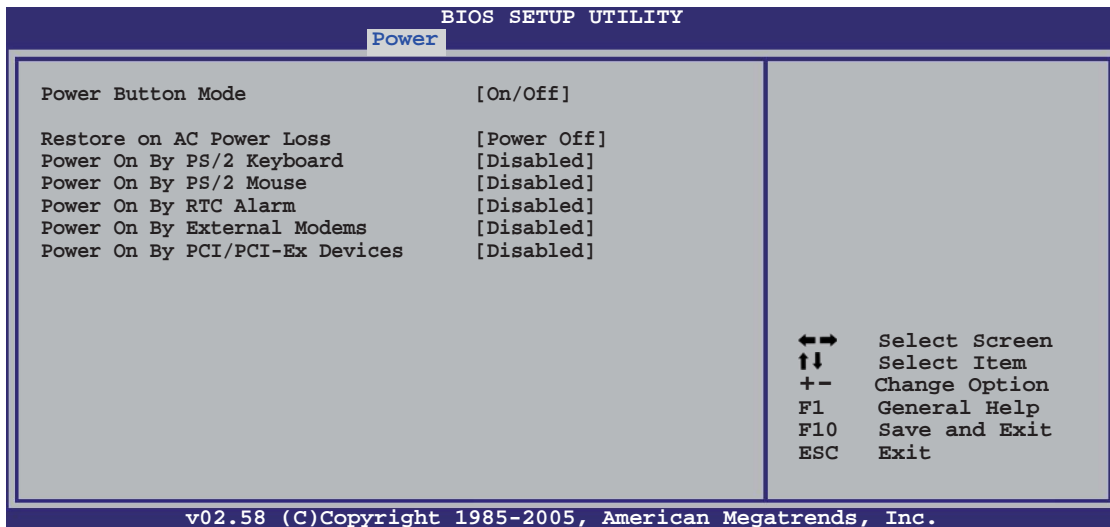 BIOS SETUP UTILITY
Power
Power Button Mode [On/Off]
Restore on AC Power Loss [Power Off]
Power On By PS/2 Keyboard [Disabled]
Power On By PS/2 Mouse [Disabled]
Power On By RTC Alarm [Disabled]
Power On By External Modems [Disabled]
Power On By PCI/PCI-Ex Devices [Disabled]
←→ Select Screen
↑↓ Select Item
+- Change Option
F1 General Help
F10 Save and Exit
ESC Exit
v02.58 (C)Copyright 1985-2005, American Megatrends, Inc.